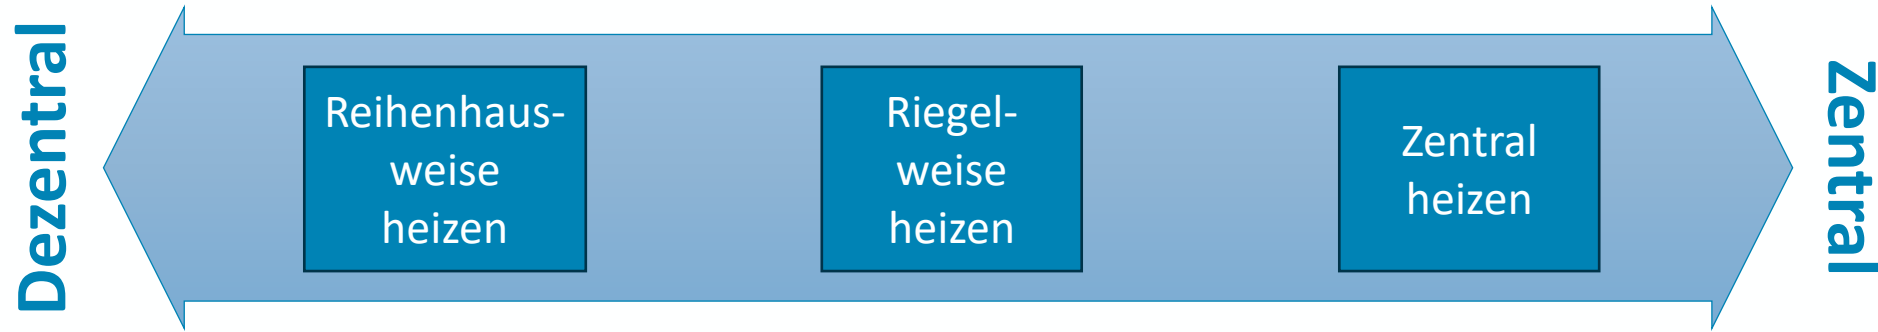 Dezentral
Reihenhaus-
weise
heizen
Riegel-
weise
heizen
Zentral
heizen
Zentral